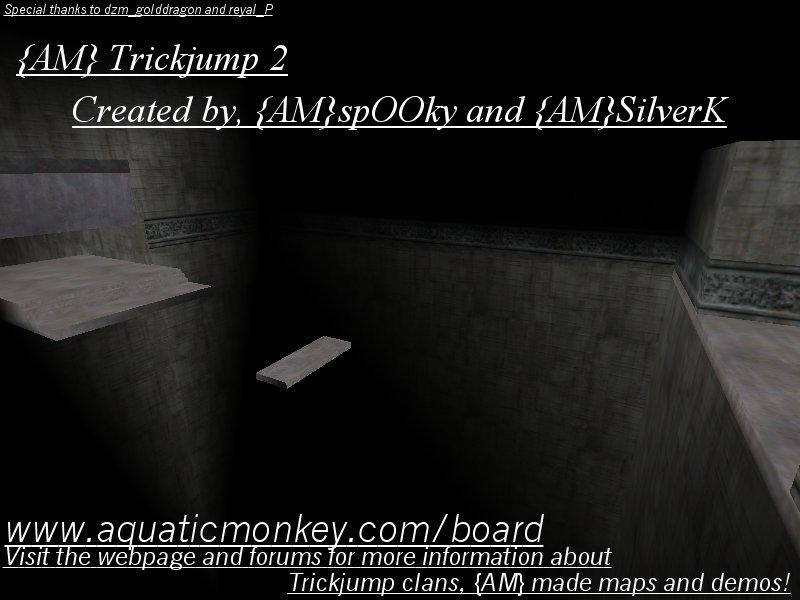 Special thanks to dzm_golddragon and reyal_P
{AM} Trickjump 2
Created by, {AM}spOOky and {AM}SilverK
www.aquaticmonkey.com/board
Visit the webpage and forums for more information about
Trickjump clans, {AM} made maps and demos!